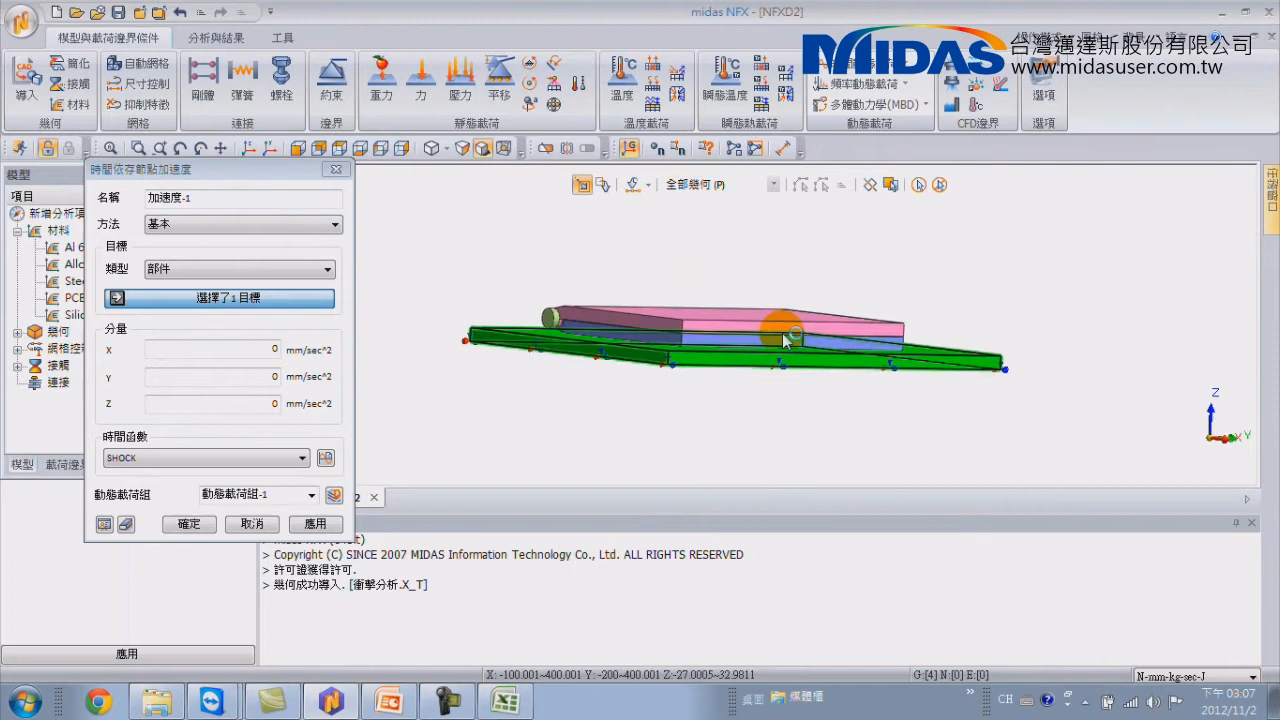 midas NFX - [NFXD2]
模型與載荷邊界條件
工具
MIDAS
台灣邁達斯股份有限公司
www.midasuser.com.tw
導入
簡化
接觸
材料
幾何
自動網格
尺寸控制
抑制特徵
網格
剛體
彈簧
螺栓
連接
約束
邊界
重力
力
壓力
平移
靜態載荷
溫度
溫度載荷
瞬態溫度
瞬態熱載荷
頻率動態載荷
多體動力學(MBD)
動態載荷
CFD邊界
選項
選項
模型
項目
新增分析項
材料
Al 6
Allo
Stee
PCB
Silic
幾何
網格控
接觸
連接
模型
載荷邊
時間依存節點加速度
名稱
加速度-1
方法
基本
目標
類型
部件
選擇了1目標
分量
X
0
mm/sec^2
Y
0
mm/sec^2
Z
0
mm/sec^2
時間函數
SHOCK
動態載荷組
動態載荷組-1
確定
取消
應用
全部幾何 (P)
Z
X
Y
2
> Copyright (C) SINCE 2007 MIDAS Information Technology Co., Ltd. ALL RIGHTS RESERVED
> 許可證獲得許可.
> 幾何成功導入. [衝擊分析.X_T]
應用
X: -100.001~400.001 Y: -200~400.001 Z:-27.0005~32.9811
G:[4] N:[0] E:[0]
N-mm-kg-sec-J
桌面
媒體櫃
CH
下午 03:07
2012/11/2